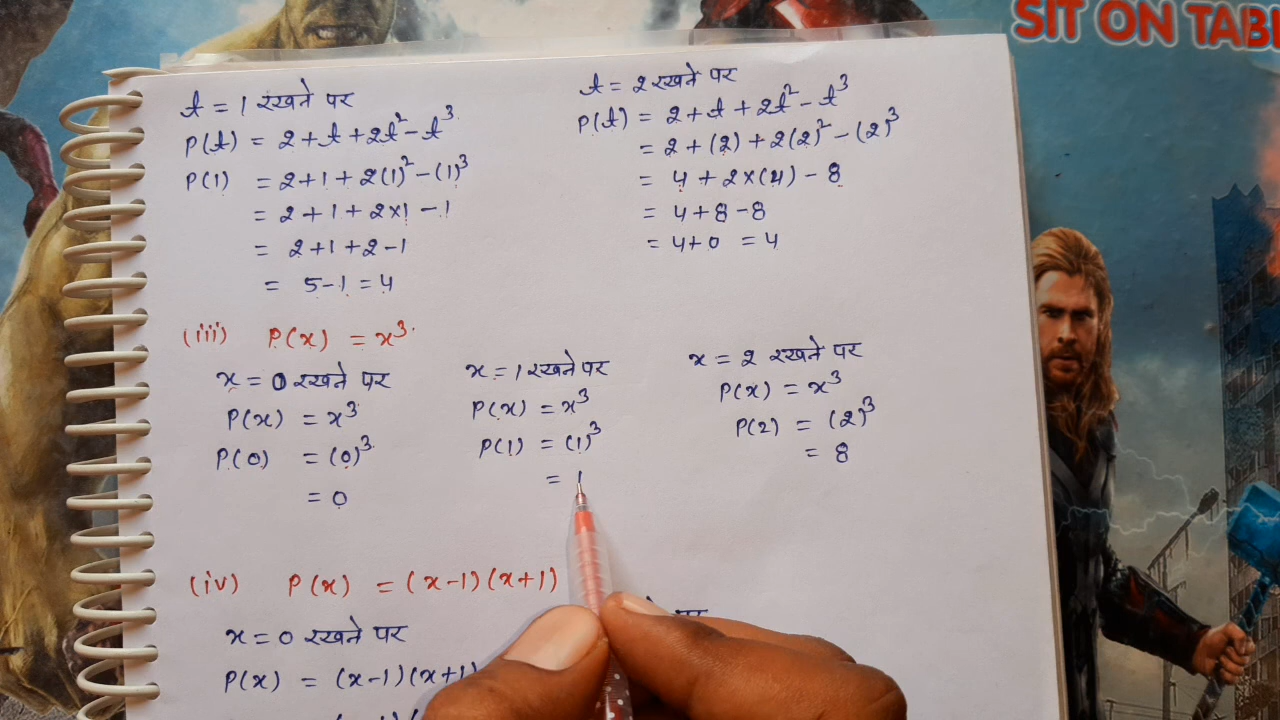 SIT ON TABL
t = 1 रखने पर
P(t) = 2+t+2t²-t³
P(1) = 2+1+2(1)²-(1)³
= 2+1+2×1-1
= 2+1+2-1
= 5-1 = 4
t = 2 रखने पर
P(t) = 2+t+2t²-t³
= 2+(2)+2(2)²-(2)³
= 4+2×(4)-8
= 4+8-8
= 4+0 = 4
(iii) P(x) = x³
x = 0 रखने पर
P(x) = x³
P(0) = (0)³
= 0
x = 1 रखने पर
P(x) = x³
P(1) = (1)³
= 1
x = 2 रखने पर
P(x) = x³
P(2) = (2)³
= 8
(iv) P(x) = (x-1)(x+1)
x = 0 रखने पर
पर
P(x) = (x-1)(x+1)